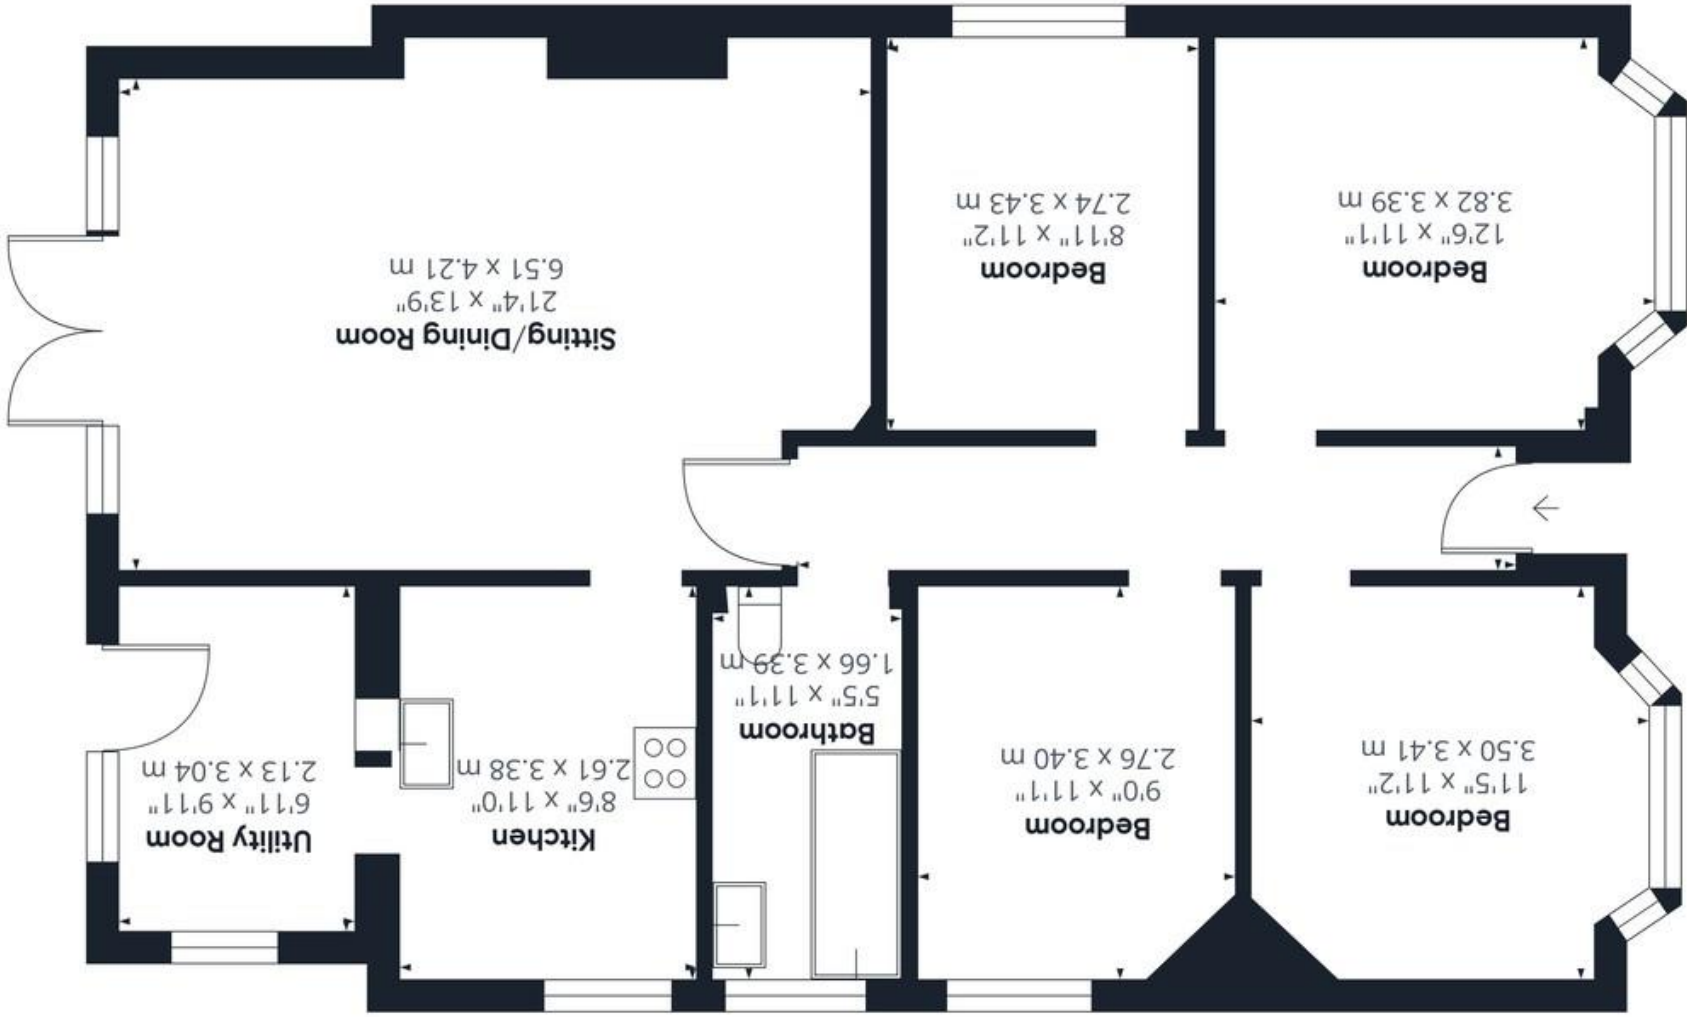 Bedroom
11'5" x 11'2"
3.50 x 3.41 m
Bedroom
9'0" x 11'1"
2.76 x 3.40 m
Bathroom
5'5" x 11'1"
1.66 x 3.39 m
Kitchen
8'6" x 11'0"
2.61 x 3.38 m
Utility Room
6'11" x 9'11"
2.13 x 3.04 m
Bedroom
12'6" x 11'1"
3.82 x 3.39 m
Bedroom
8'11" x 11'2"
2.74 x 3.43 m
Sitting/Dining Room
21'4" x 13'9"
6.51 x 4.21 m